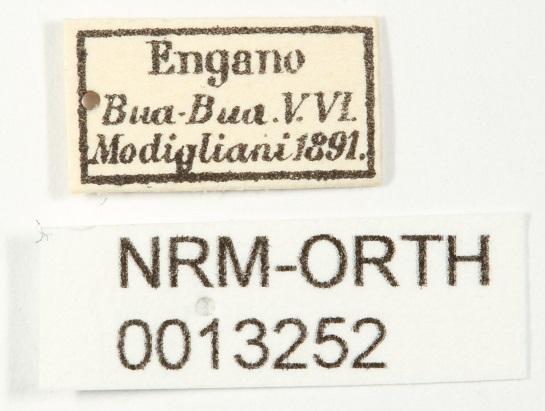 Engano
Bua-Bua.V.VI.
Modigliani 1891.
NRM-ORTH
0013252